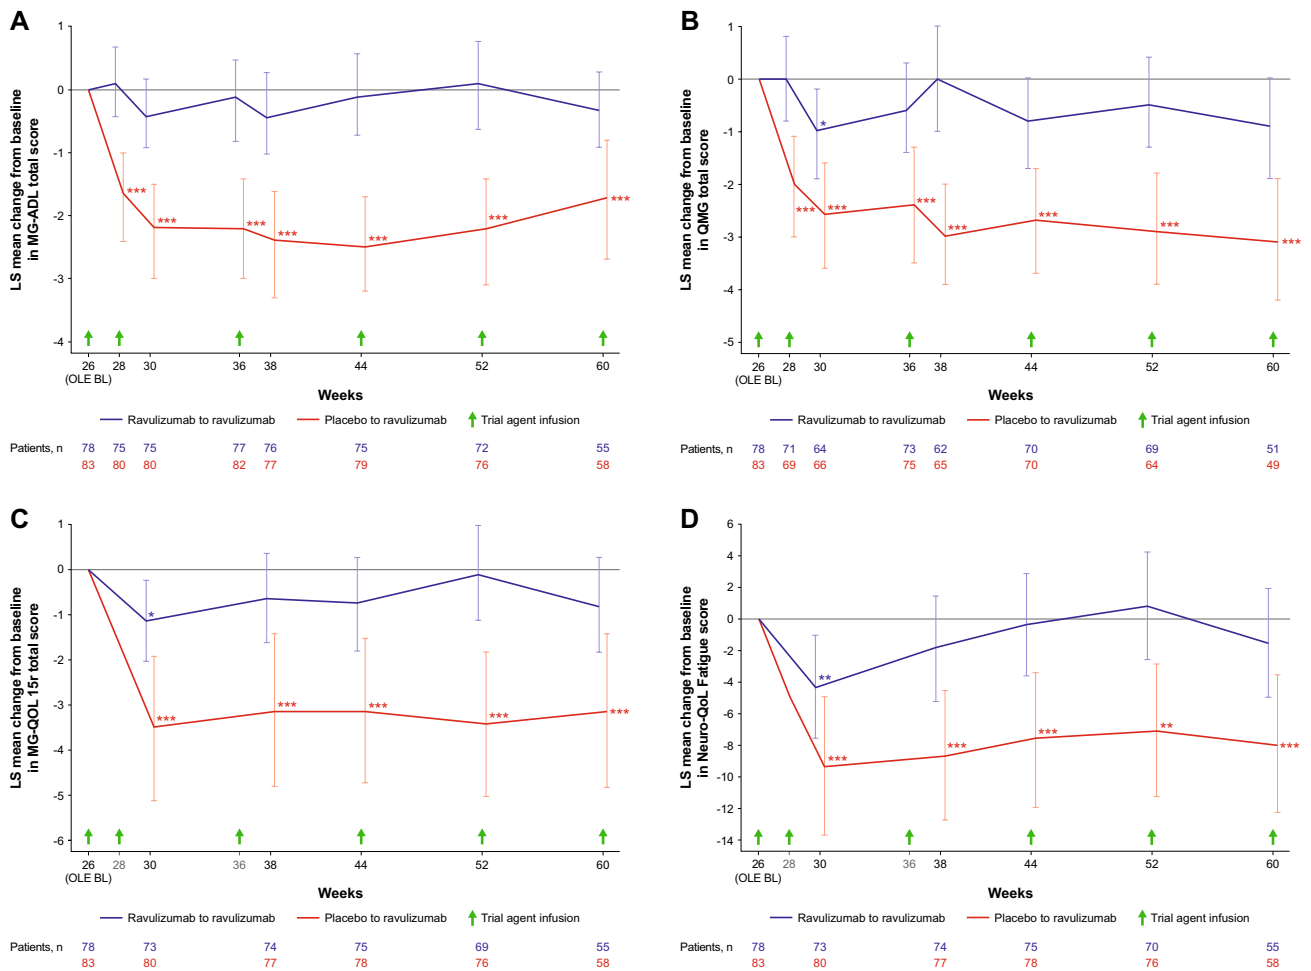 A
LS mean change from baseline
in MG-ADL total score
1
0
-1
-2
-3
-4
***
***
***
***
***
***
***
26 28 30 36 38 44 52 60
(OLE BL)
Weeks
Ravulizumab to ravulizumab Placebo to ravulizumab Trial agent infusion
Patients, n 78 75 75 77 76 75 72 55
83 80 80 82 77 79 76 58
B
LS mean change from baseline
in QMG total score
1
0
-1
-2
-3
-4
-5
*
***
***
***
***
***
***
***
26 28 30 36 38 44 52 60
(OLE BL)
Weeks
Ravulizumab to ravulizumab Placebo to ravulizumab Trial agent infusion
Patients, n 78 71 64 73 62 70 69 51
83 69 66 75 65 70 64 49
C
LS mean change from baseline
in MG-QOL 15r total score
1
0
-1
-2
-3
-4
-5
-6
*
***
***
***
***
***
26 28 30 36 38 44 52 60
(OLE BL)
Weeks
Ravulizumab to ravulizumab Placebo to ravulizumab Trial agent infusion
Patients, n 78 73 74 75 69 55
83 80 77 78 76 58
D
LS mean change from baseline
in Neuro-QoL Fatigue score
6
4
2
0
-2
-4
-6
-8
-10
-12
-14
**
***
***
***
**
***
26 28 30 36 38 44 52 60
(OLE BL)
Weeks
Ravulizumab to ravulizumab Placebo to ravulizumab Trial agent infusion
Patients, n 78 73 74 75 70 55
83 80 77 78 76 58